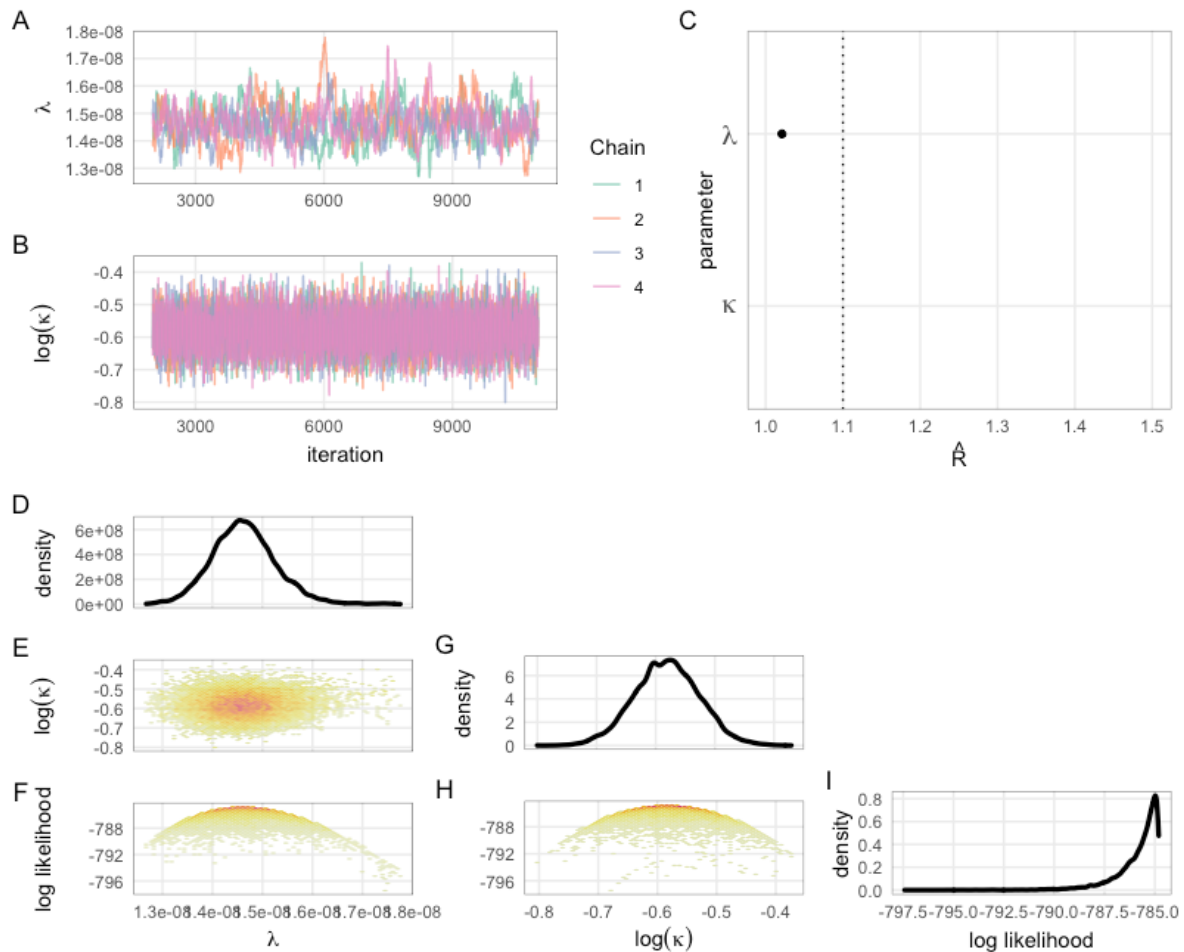 A
1.8e-08
1.7e-08
1.6e-08
1.5e-08
1.4e-08
1.3e-08
λ
3000 6000 9000
B
-0.4
-0.5
-0.6
-0.7
-0.8
log(κ)
3000 6000 9000
iteration
Chain
1
2
3
4
C
λ
κ
parameter
1.0 1.1 1.2 1.3 1.4 1.5
R̂
D
6e+08
4e+08
2e+08
0e+00
density
E
-0.4
-0.5
-0.6
-0.7
-0.8
log(κ)
G
6
4
2
0
density
F
-788
-792
-796
log likelihood
1.3e-08 1.4e-08 1.5e-08 1.6e-08 1.7e-08 1.8e-08
λ
H
-788
-792
-796
-0.8 -0.7 -0.6 -0.5 -0.4
log(κ)
I
0.8
0.6
0.4
0.2
0.0
density
-797.5 -795.0 -792.5 -790.0 -787.5 -785.0
log likelihood